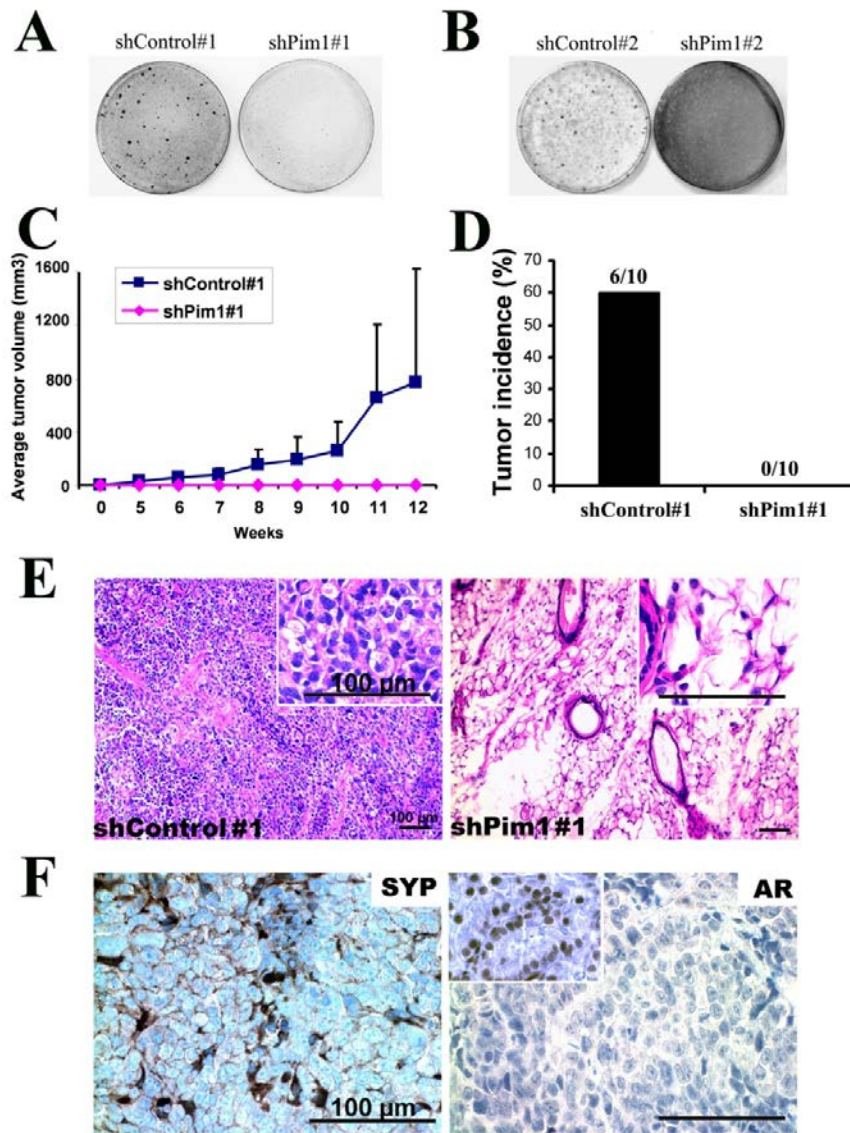 A
shControl#1 shPim1#1
B
shControl#2 shPim1#2
C
Average tumor volume (mm3)
1600
1200
800
400
0
shControl#1
shPim1#1
0 5 6 7 8 9 10 11 12
Weeks
D
Tumor incidence (%)
70
60
50
40
30
20
10
0
6/10
0/10
shControl#1 shPim1#1
E
100 µm
shControl#1
100 µm
shPim1#1
F
SYP
100 µm
AR